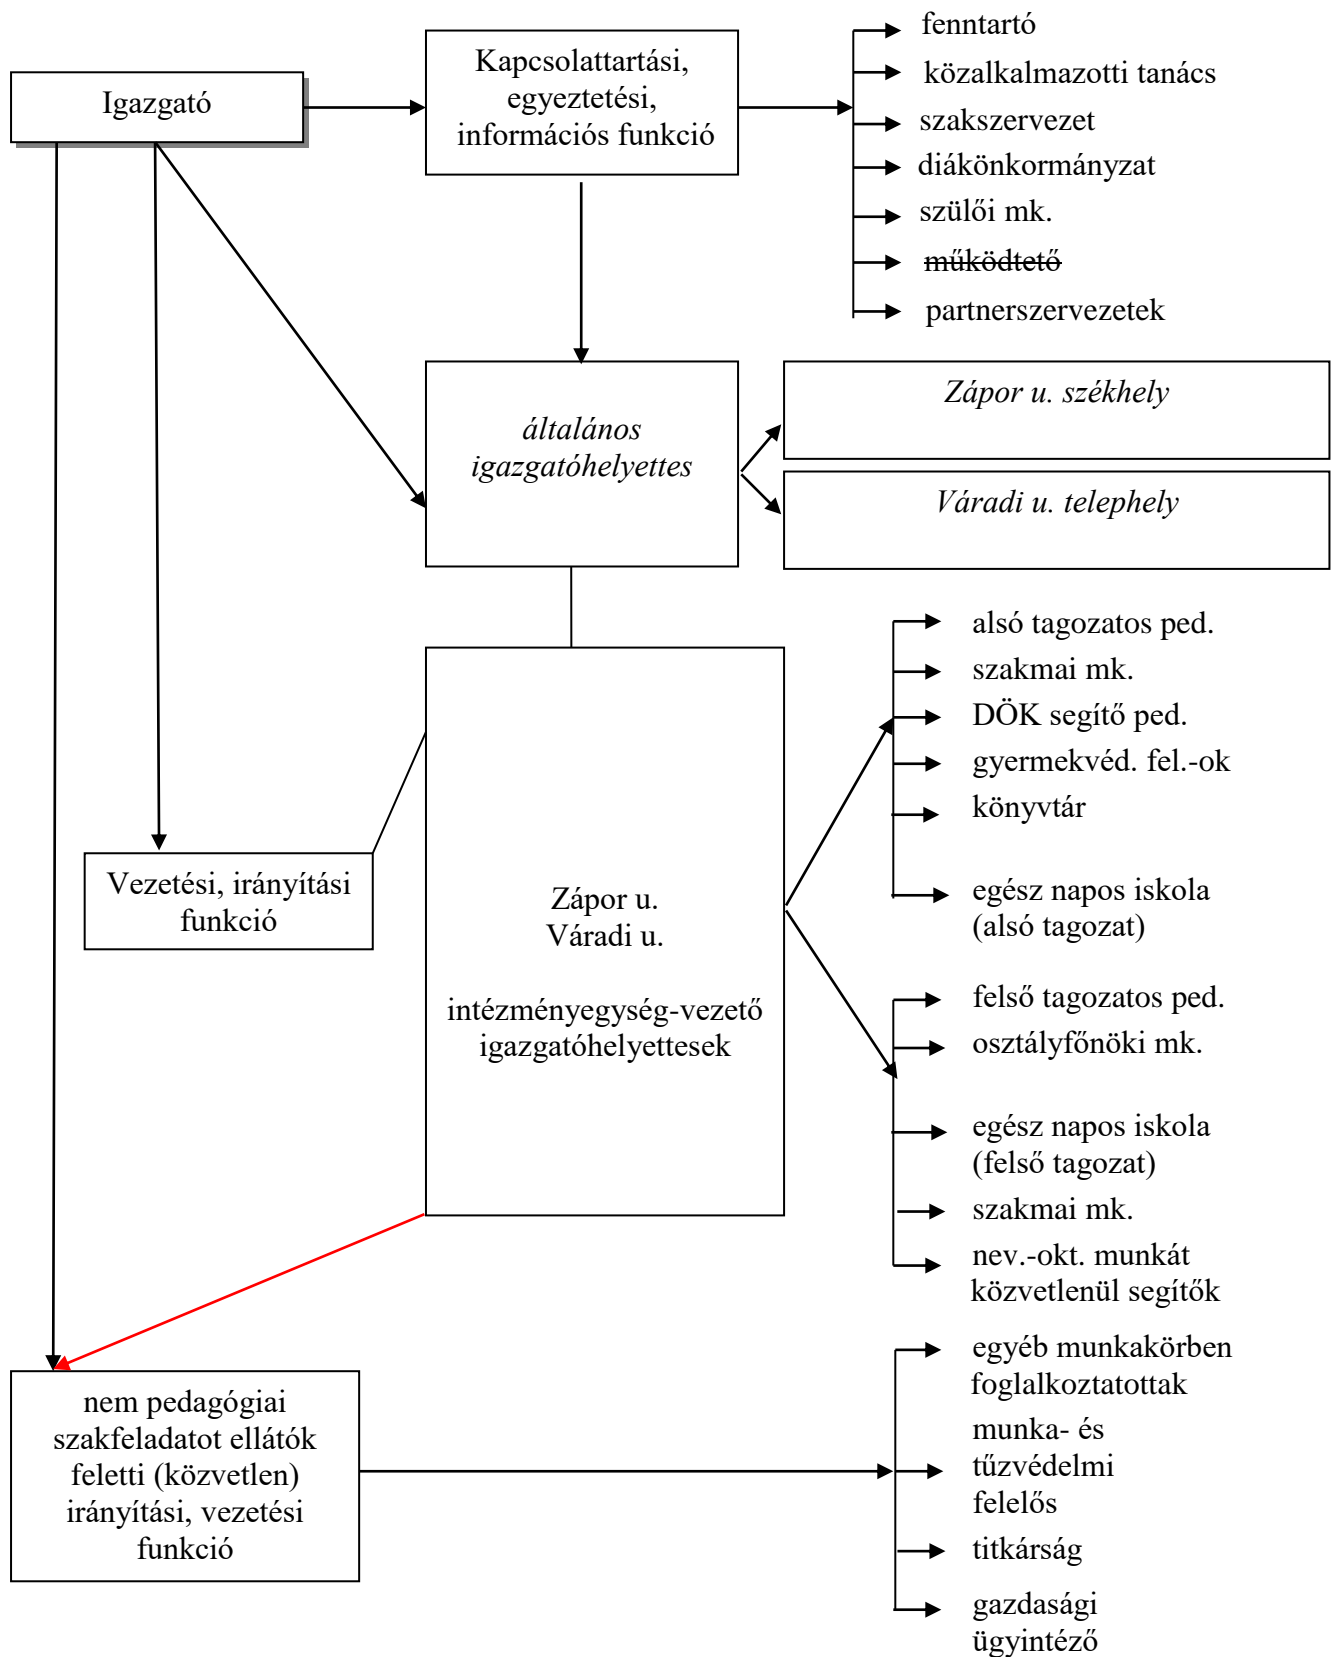 Igazgató
Kapcsolattartási,
egyeztetési,
információs funkció
fenntartó
közalkalmazotti tanács
szakszervezet
diákönkormányzat
szülői mk.
működtető
partnerszervezetek
általános
igazgatóhelyettes
Zápor u. székhely
Váradi u. telephely
Vezetési, irányítási
funkció
Zápor u.
Váradi u.
intézményegység-vezető
igazgatóhelyettesek
alsó tagozatos ped.
szakmai mk.
DÖK segítő ped.
gyermekvéd. fel.-ok
könyvtár
egész napos iskola
(alsó tagozat)
felső tagozatos ped.
osztályfőnöki mk.
egész napos iskola
(felső tagozat)
szakmai mk.
nev.-okt. munkát
közvetlenül segítők
nem pedagógiai
szakfeladatot ellátók
feletti (közvetlen)
irányítási, vezetési
funkció
egyéb munkakörben
foglalkoztatottak
munka- és
tűzvédelmi
felelős
titkárság
gazdasági
ügyintéző